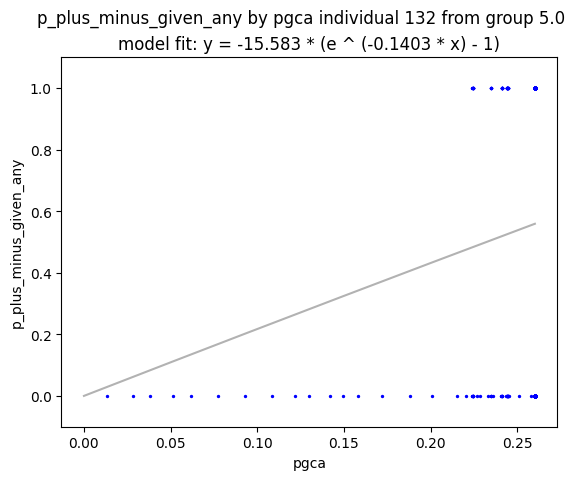 p_plus_minus_given_any by pgca individual 132 from group 5.0
model fit: y = -15.583 * (e ^ (-0.1403 * x) - 1)
1.0
0.8
0.6
0.4
0.2
0.0
p_plus_minus_given_any
0.00 0.05 0.10 0.15 0.20 0.25
pgca